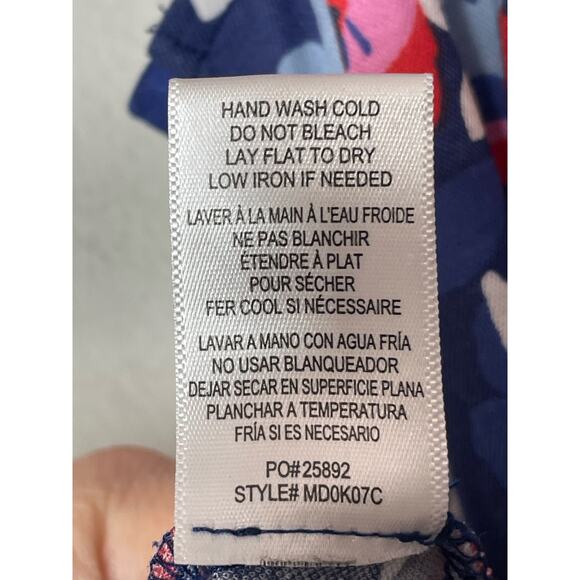 HAND WASH COLD
DO NOT BLEACH
LAY FLAT TO DRY
LOW IRON IF NEEDED
LAVER À LA MAIN À L'EAU FROIDE
NE PAS BLANCHIR
ÉTENDRE À PLAT
POUR SÉCHER
FER COOL SI NÉCESSAIRE
LAVAR A MANO CON AGUA FRÍA
NO USAR BLANQUEADOR
DEJAR SECAR EN SUPERFICIE PLANA
PLANCHAR A TEMPERATURA
FRÍA SI ES NECESARIO
PO#25892
STYLE# MD0K07C